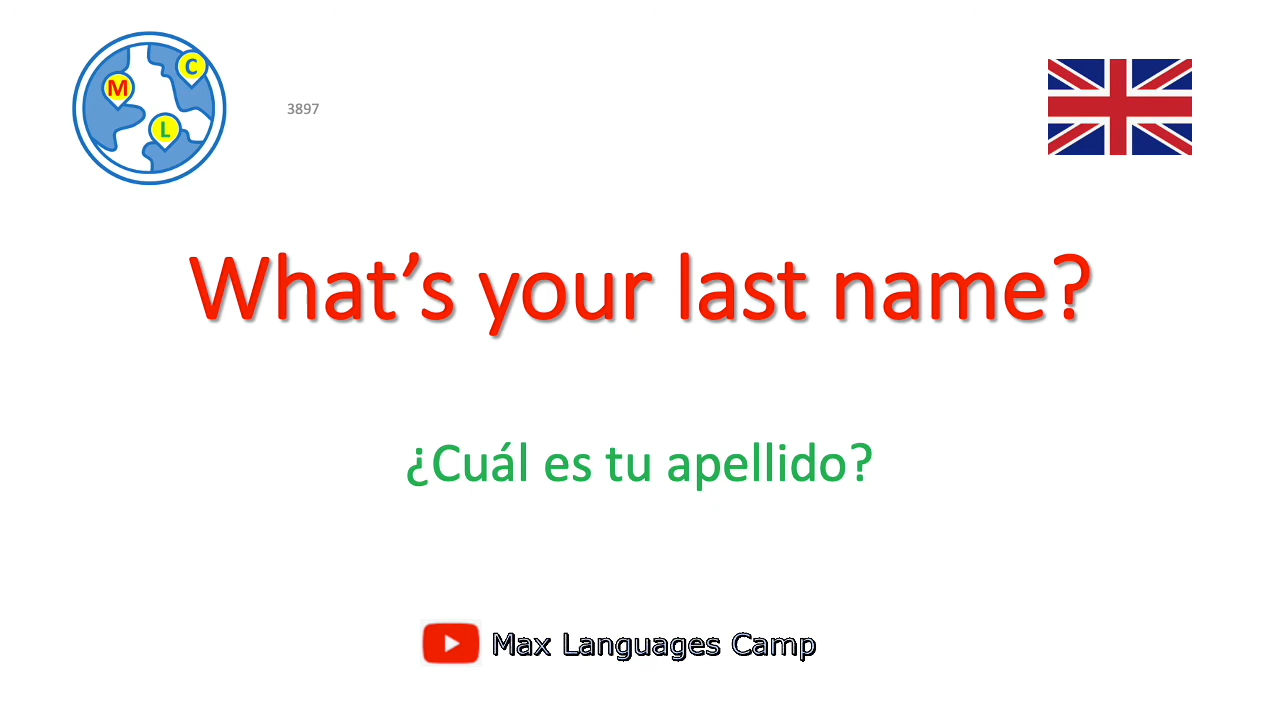 M
C
L
3897
What’s your last name?
¿Cuál es tu apellido?
Max Languages Camp